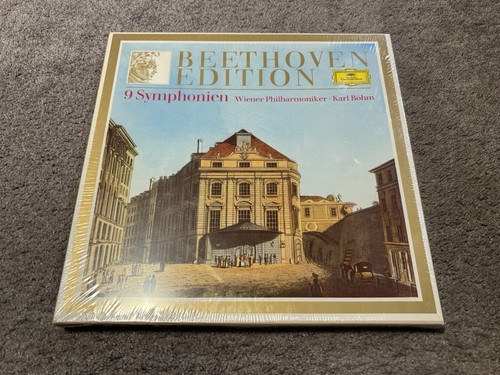 BEETHOVEN
EDITION
9 Symphonien Wiener Philharmoniker · Karl Böhm